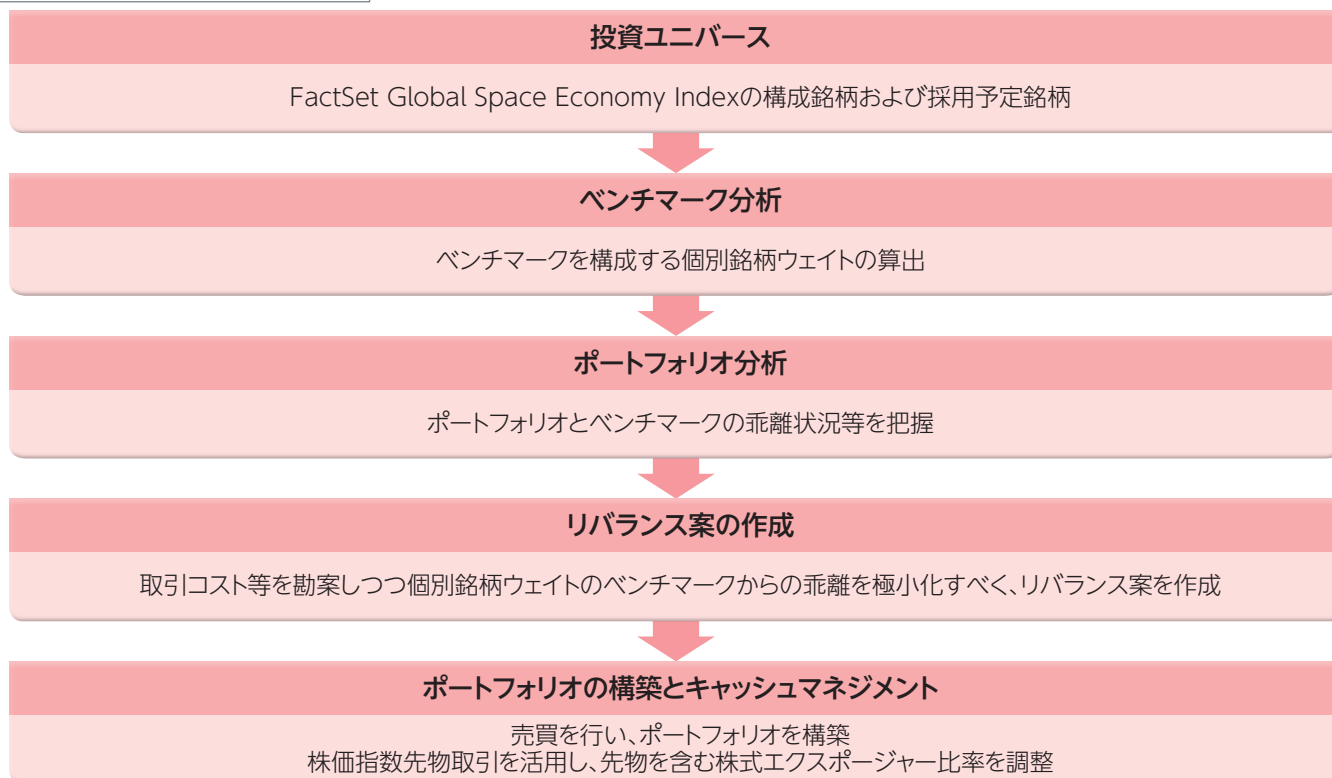 投資ユニバース
FactSet Global Space Economy Indexの構成銘柄および採用予定銘柄
ベンチマーク分析
ベンチマークを構成する個別銘柄ウェイトの算出
ポートフォリオ分析
ポートフォリオとベンチマークの乖離状況等を把握
リバランス案の作成
取引コスト等を勘案しつつ個別銘柄ウェイトのベンチマークからの乖離を極小化すべく、リバランス案を作成
ポートフォリオの構築とキャッシュマネジメント
売買を行い、ポートフォリオを構築
株価指数先物取引を活用し、先物を含む株式エクスポージャー比率を調整